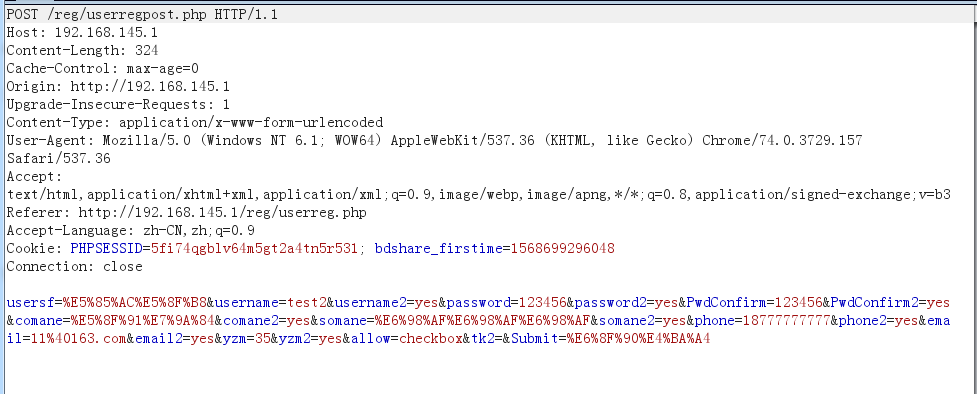 POST /reg/userregpost.php HTTP/1.1
Host: 192.168.145.1
Content-Length: 324
Cache-Control: max-age=0
Origin: http://192.168.145.1
Upgrade-Insecure-Requests: 1
Content-Type: application/x-www-form-urlencoded
User-Agent: Mozilla/5.0 (Windows NT 6.1; WOW64) AppleWebKit/537.36 (KHTML, like Gecko) Chrome/74.0.3729.157
Safari/537.36
Accept:
text/html,application/xhtml+xml,application/xml;q=0.9,image/webp,image/apng,*/*;q=0.8,application/signed-exchange;v=b3
Referer: http://192.168.145.1/reg/userreg.php
Accept-Language: zh-CN,zh;q=0.9
Cookie: PHPSESSID=5fi74qgblv64m5gt2a4tn5r531; bdshare_firstime=1568699296048
Connection: close
usersf=%E5%85%AC%E5%8F%B8&username=test2&username2=yes&password=123456&password2=yes&PwdConfirm=123456&PwdConfirm2=yes
&comane=%E5%8F%91%E7%9A%84&comane2=yes&somane=%E6%98%AF%E6%98%AF%E6%98%AF&somane2=yes&phone=18777777777&phone2=yes&ema
il=11%40163.com&email2=yes&yzm=35&yzm2=yes&allow=checkbox&tk2=&Submit=%E6%8F%90%E4%BA%A4